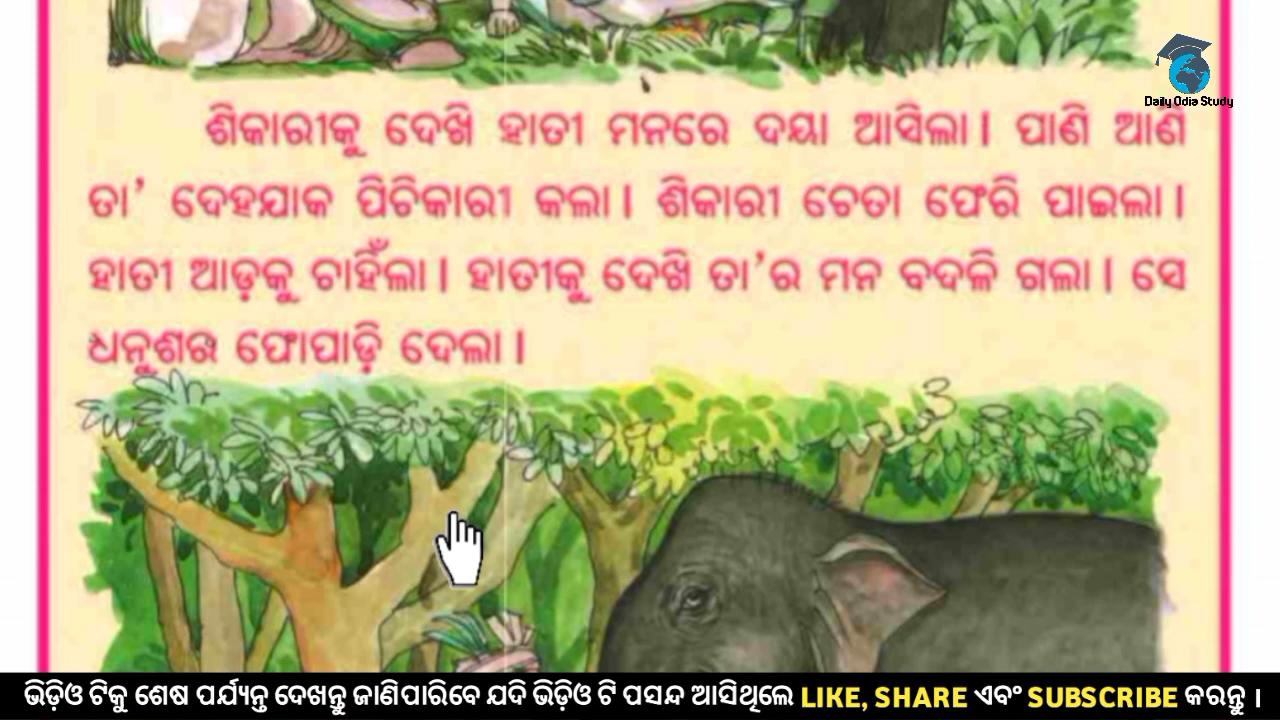 Daily Odia Study
ଶିକାରୀକୁ ଦେଖି ହାତୀ ମନରେ ଦୟା ଆସିଲା। ପାଣି ଆଣି
ତା’ ଦେହଯାକ ପିଚିକାରୀ କଲା। ଶିକାରୀ ଚେତା ଫେରି ପାଇଲା।
ହାତୀ ଆଡ଼କୁ ଚାହିଁଲା। ହାତୀକୁ ଦେଖି ତା’ର ମନ ବଦଳି ଗଲା। ସେ
ଧନୁଶର ଫୋପାଡ଼ି ଦେଲା।
ଭିଡ଼ିଓ ଟିକୁ ଶେଷ ପର୍ଯ୍ୟନ୍ତ ଦେଖନ୍ତୁ ଜାଣିପାରିବେ ଯଦି ଭିଡ଼ିଓ ଟି ପସନ୍ଦ ଆସିଥିଲେ LIKE, SHARE ଏବଂ SUBSCRIBE କରନ୍ତୁ ।